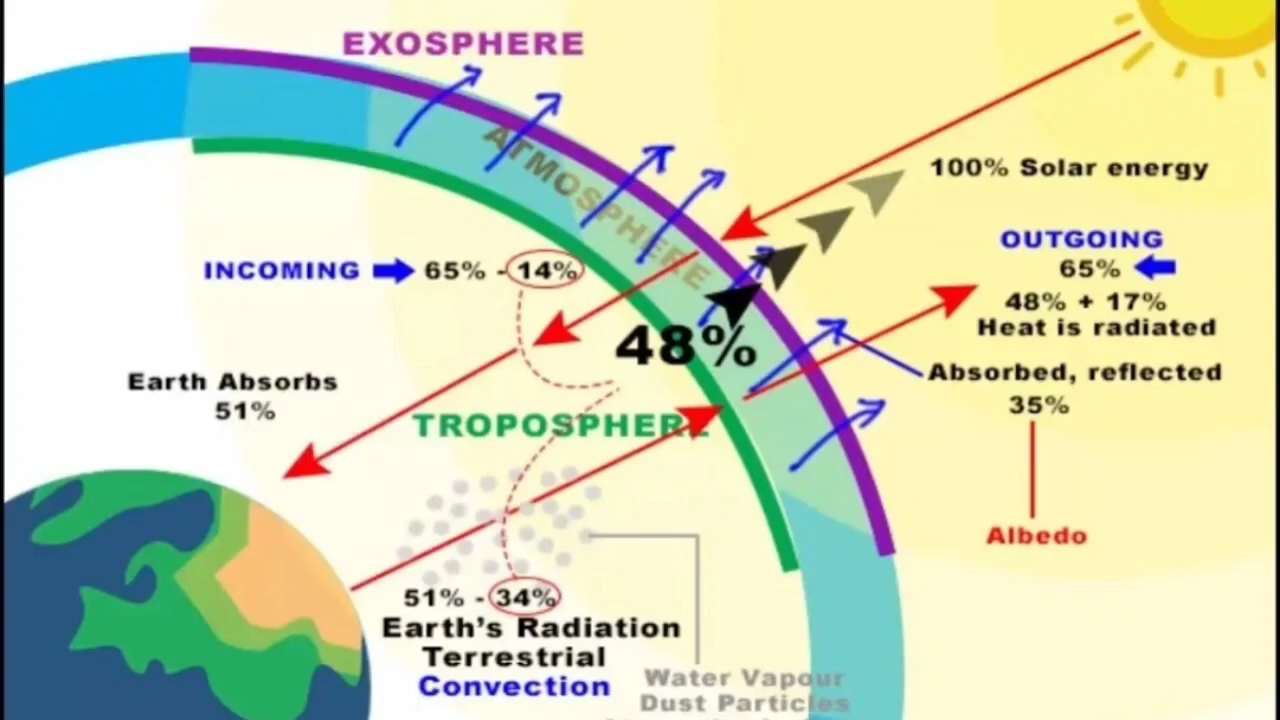 EXOSPHERE
ATMOSPHERE
100% Solar energy
OUTGOING
65%
48% + 17%
Heat is radiated
INCOMING 65% - 14%
48%
Absorbed, reflected
35%
Albedo
Earth Absorbs
51%
TROPOSPHERE
51% - 34%
Earth's Radiation
Terrestrial
Convection
Water Vapour
Dust Particles